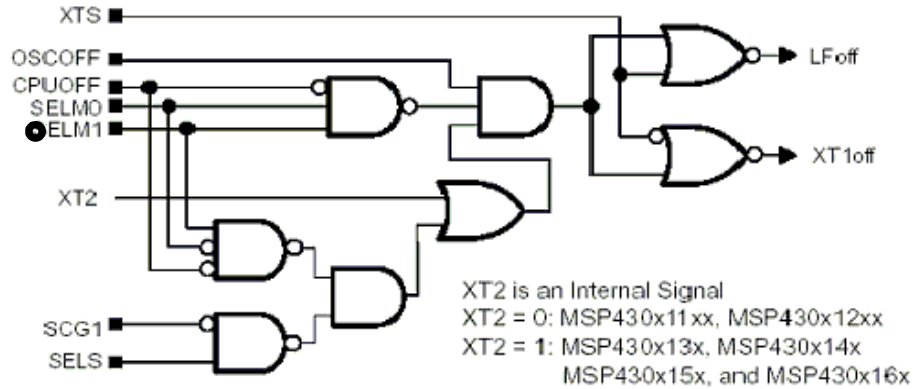 XTS
OSCOFF
CPUOFF
SELM0
ELM1
XT2
SCG1
SELS
LFoff
XT1off
XT2 is an Internal Signal
XT2 = 0: MSP430x11xx, MSP430x12xx
XT2 = 1: MSP430x13x, MSP430x14x
MSP430x15x, and MSP430x16x